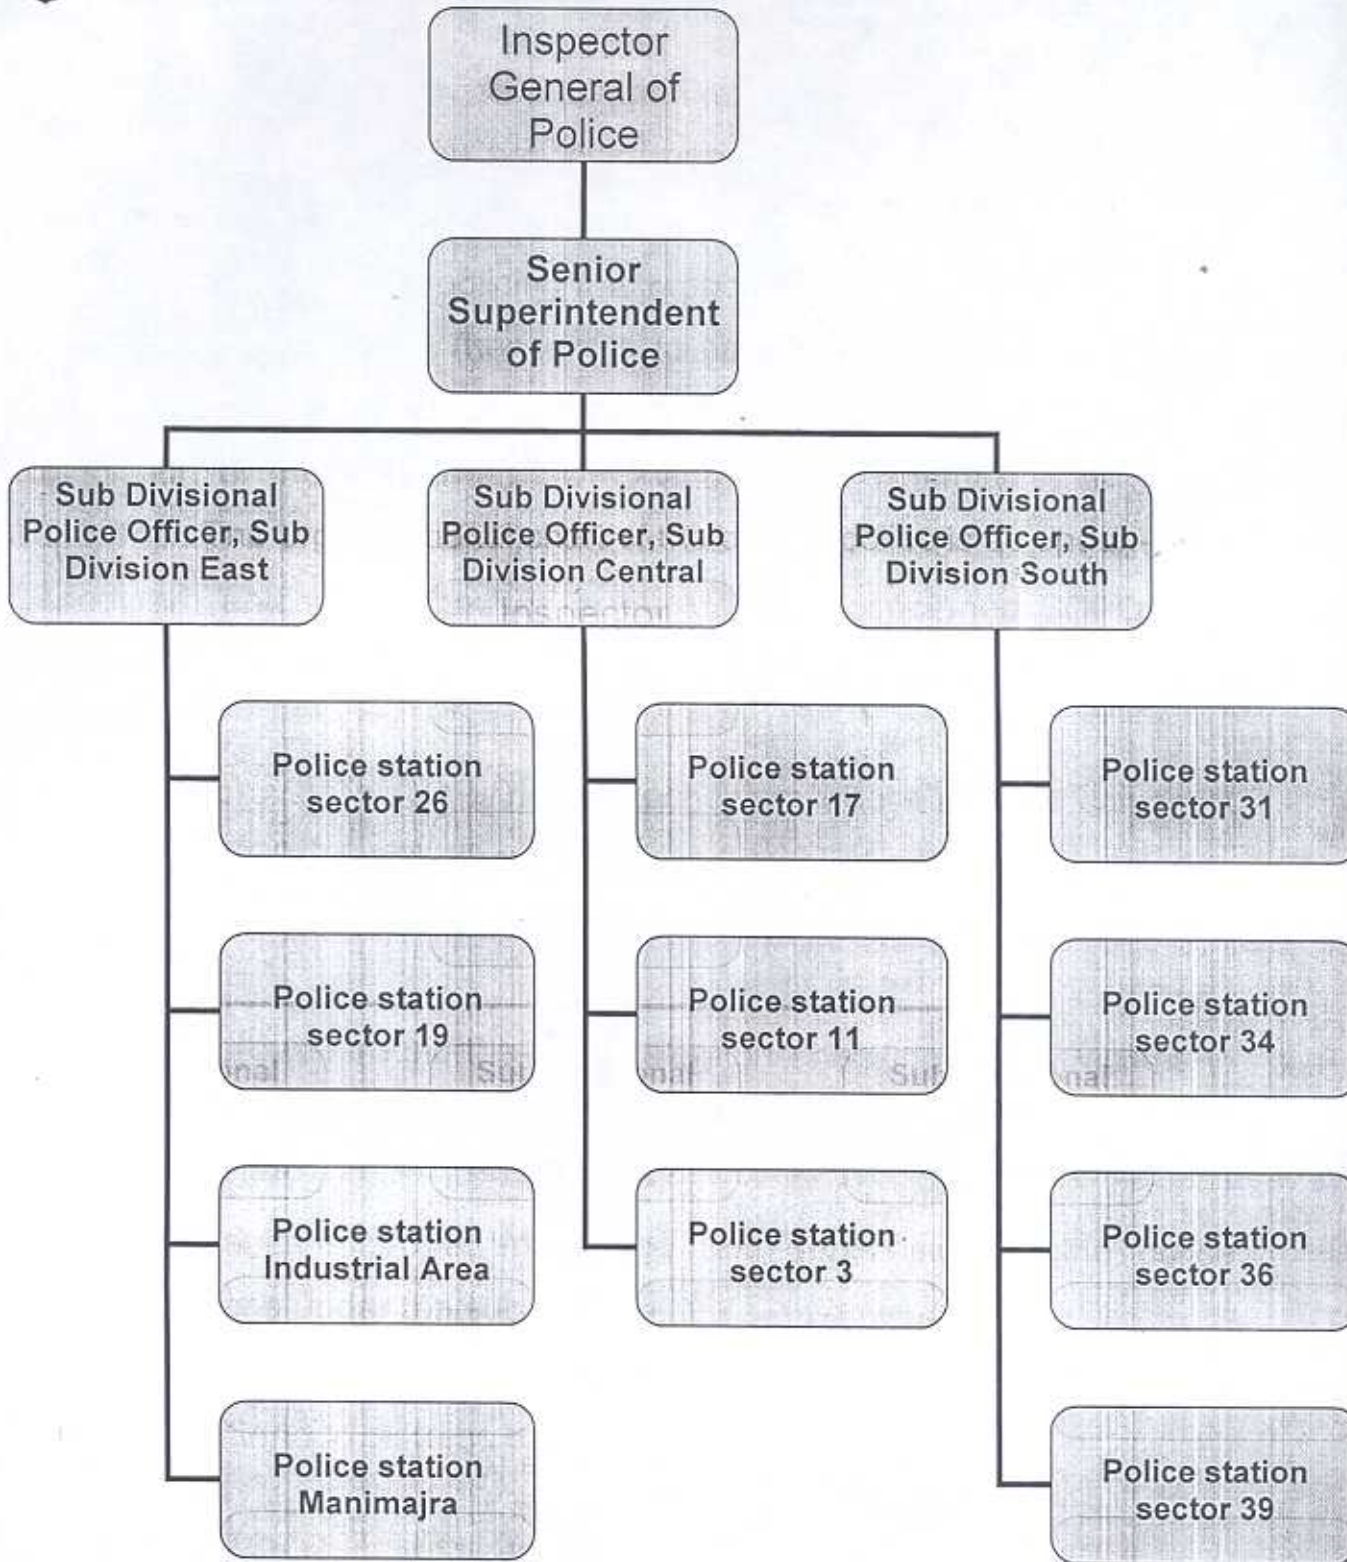 Inspector
General of
Police
Senior
Superintendent
of Police
Sub Divisional
Police Officer, Sub
Division East
Sub Divisional
Police Officer, Sub
Division Central
Sub Divisional
Police Officer, Sub
Division South
Police station
sector 26
Police station
sector 17
Police station
sector 31
Police station
sector 19
Police station
sector 11
Police station
sector 34
Police station
Industrial Area
Police station
sector 3
Police station
sector 36
Police station
Manimajra
Police station
sector 39